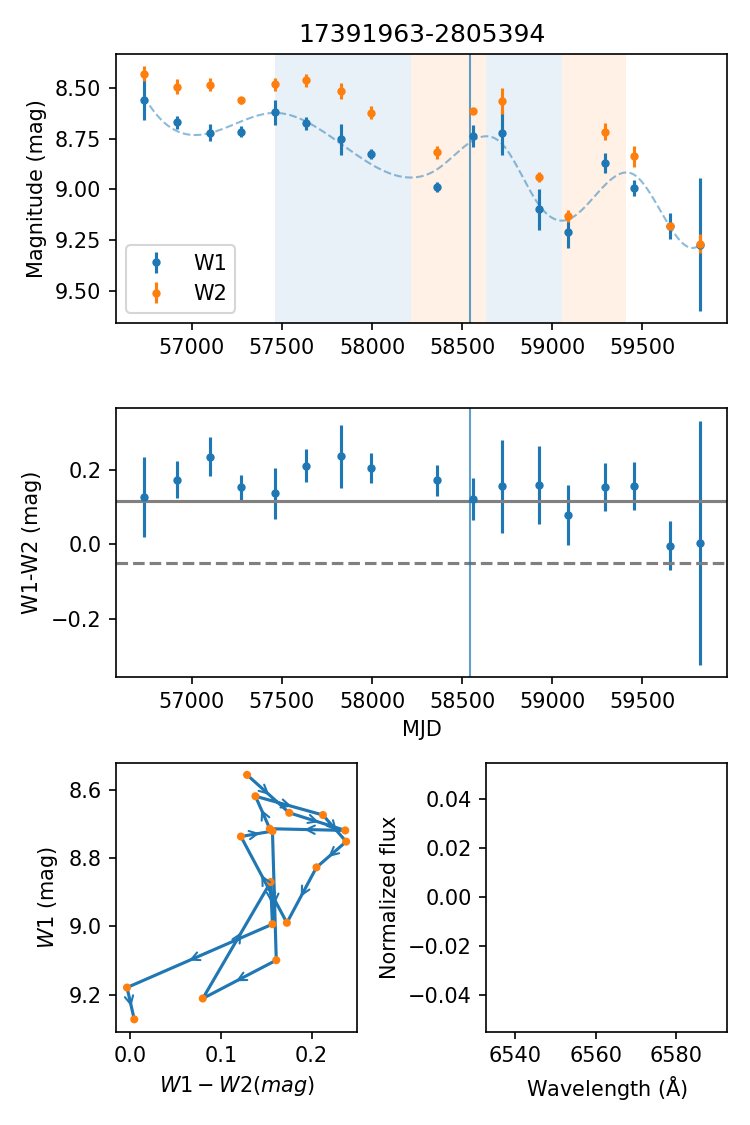 17391963-2805394
Magnitude (mag)
8.50
8.75
9.00
9.25
9.50
W1
W2
57000 57500 58000 58500 59000 59500
W1-W2 (mag)
0.2
0.0
−0.2
57000 57500 58000 58500 59000 59500
MJD
W1 (mag)
8.6
8.8
9.0
9.2
0.0 0.1 0.2
W1 − W2(mag)
Normalized flux
0.04
0.02
0.00
−0.02
−0.04
6540 6560 6580
Wavelength (Å)